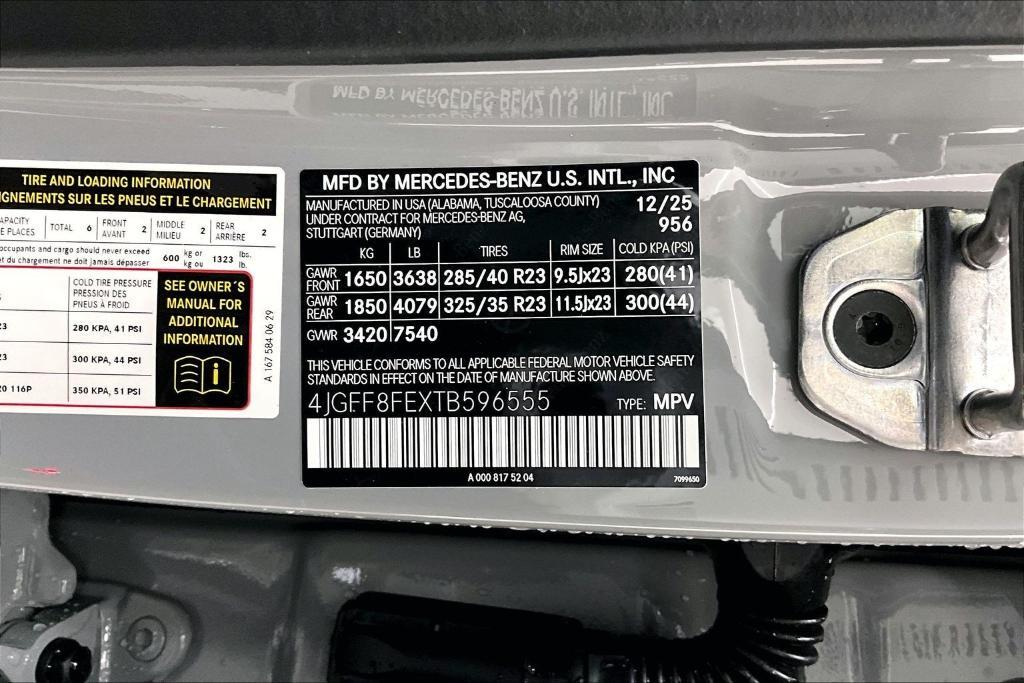 TIRE AND LOADING INFORMATION
SUR LES PNEUS ET LE CHARGEMENT
TOTAL 6
FRONT AVANT 2
MIDDLE MILIEU 2
REAR ARRIÈRE 2
occupants and cargo should never exceed
et du chargement ne doit jamais dépasser
600 kg or kg ou 1323 lbs. lb.
COLD TIRE PRESSURE
PRESSION DES
PNEUS À FROID
280 KPA, 41 PSI
300 KPA, 44 PSI
116P
350 KPA, 51 PSI
SEE OWNER´S
MANUAL FOR
ADDITIONAL
INFORMATION
A 167 584 06 29
MFD BY MERCEDES-BENZ U.S. INTL., INC
MANUFACTURED IN USA (ALABAMA, TUSCALOOSA COUNTY) 12/25
UNDER CONTRACT FOR MERCEDES-BENZ AG, 956
STUTTGART (GERMANY)
KG LB TIRES RIM SIZE COLD KPA (PSI)
GAWR FRONT 1650 3638 285/40 R23 9.5Jx23 280(41)
GAWR REAR 1850 4079 325/35 R23 11.5Jx23 300(44)
GVWR 3420 7540
THIS VEHICLE CONFORMS TO ALL APPLICABLE FEDERAL MOTOR VEHICLE SAFETY
STANDARDS IN EFFECT ON THE DATE OF MANUFACTURE SHOWN ABOVE.
4JGFF8FEXTB596555 TYPE: MPV
A 000 817 52 04
7099650